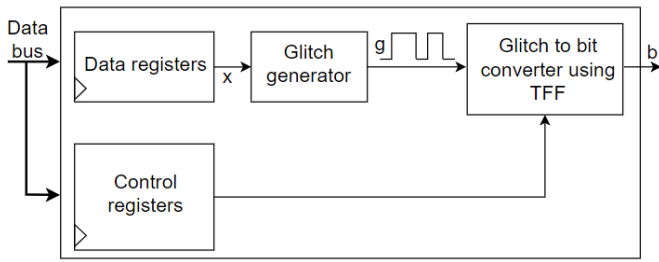 Data
bus
Data registers
x
Glitch
generator
g
Glitch to bit
converter using
TFF
b
Control
registers